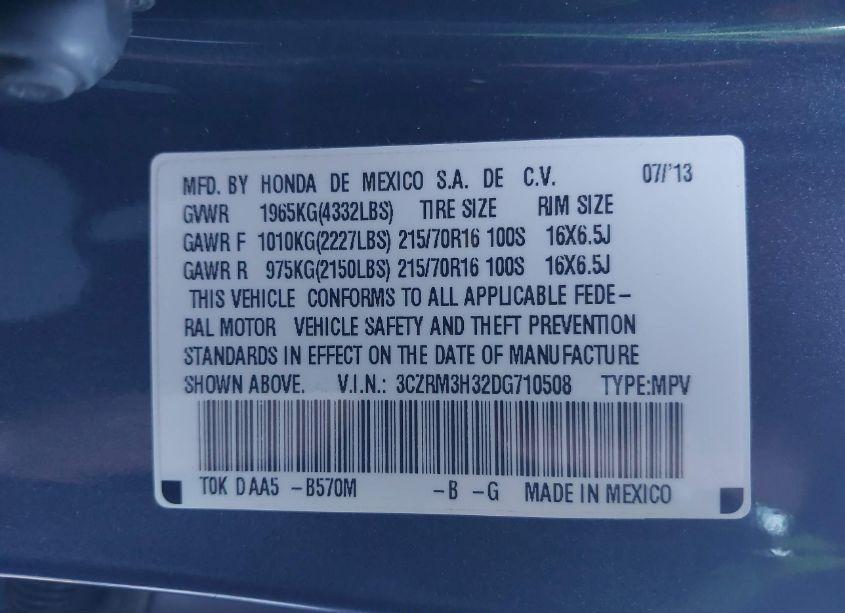 MFD. BY HONDA DE MEXICO S.A. DE C.V. 07/'13
GVWR 1965KG(4332LBS) TIRE SIZE RIM SIZE
GAWR F 1010KG(2227LBS) 215/70R16 100S 16X6.5J
GAWR R 975KG(2150LBS) 215/70R16 100S 16X6.5J
THIS VEHICLE CONFORMS TO ALL APPLICABLE FEDE-
RAL MOTOR VEHICLE SAFETY AND THEFT PREVENTION
STANDARDS IN EFFECT ON THE DATE OF MANUFACTURE
SHOWN ABOVE. V.I.N.: 3CZRM3H32DG710508 TYPE:MPV
T0K D AA5 -B570M -B -G MADE IN MEXICO